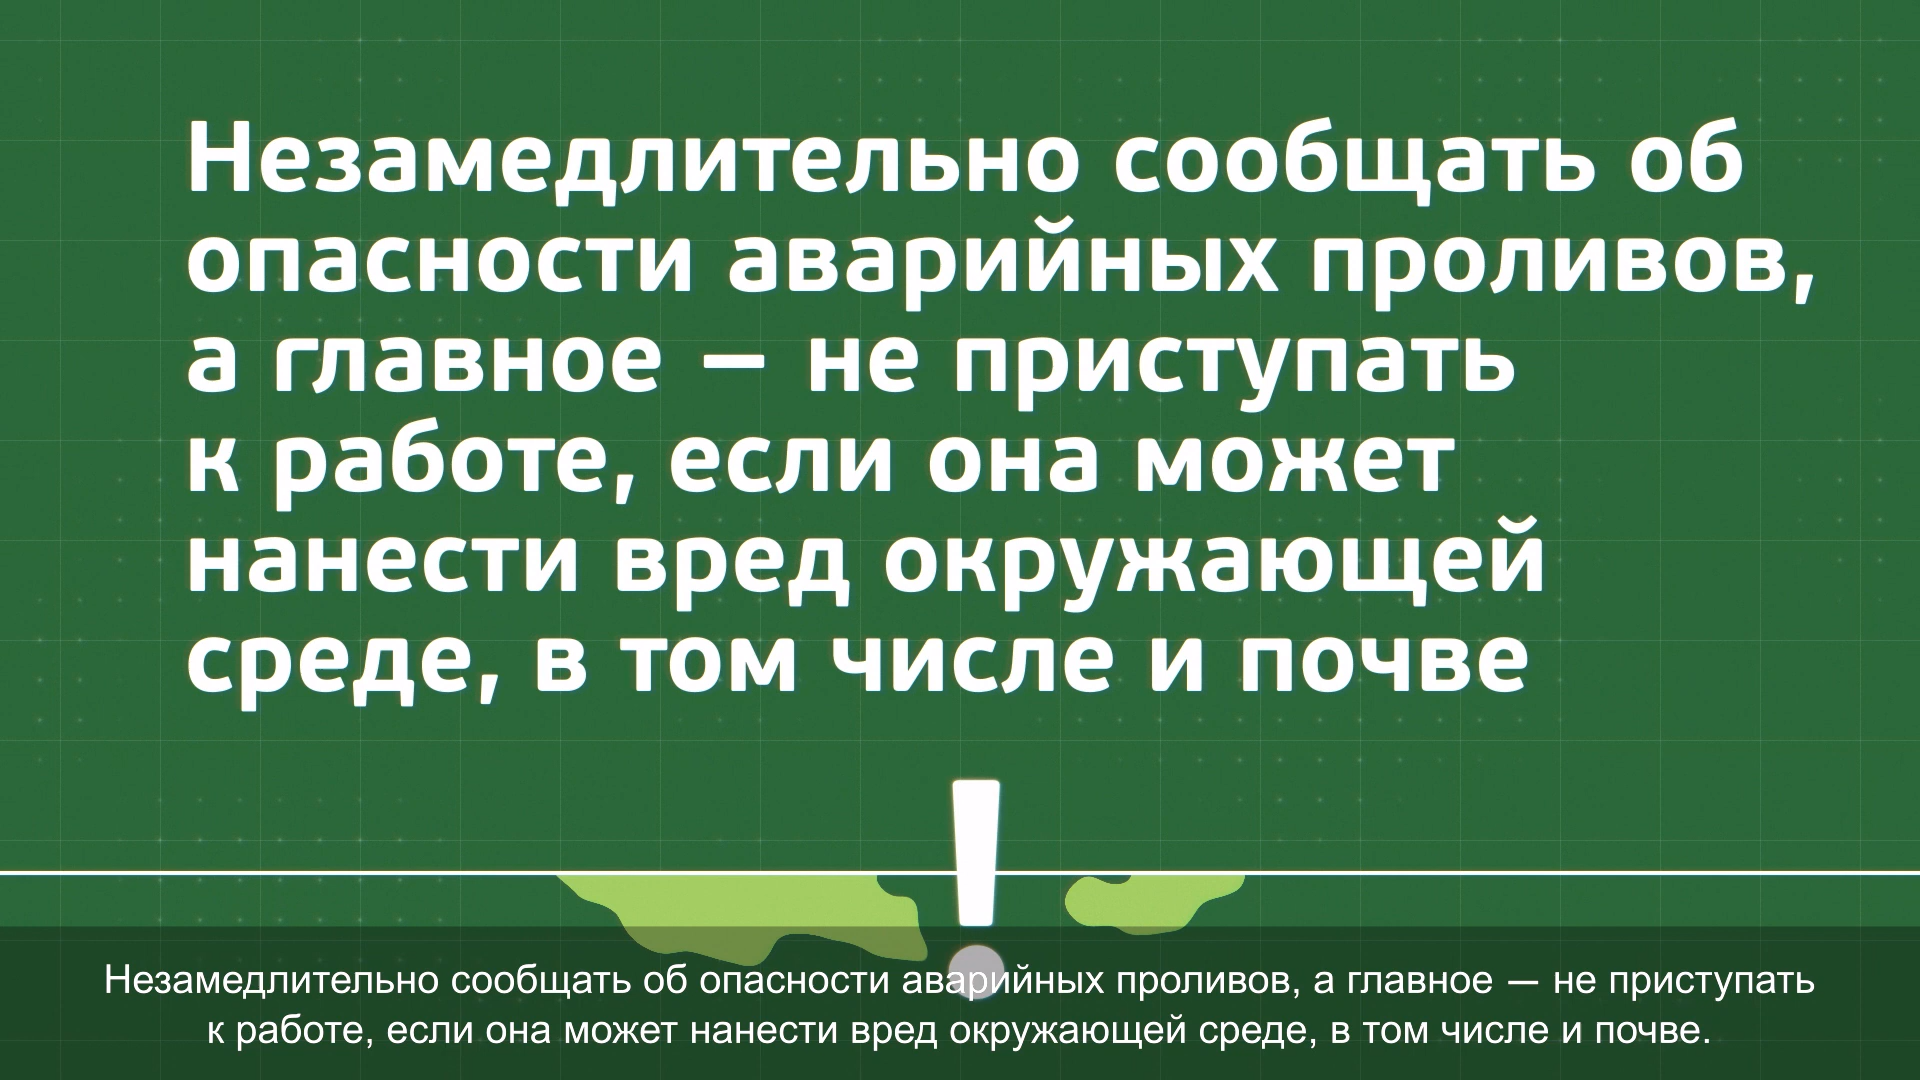 Незамедлительно сообщать об
опасности аварийных проливов,
а главное – не приступать
к работе, если она может
нанести вред окружающей
среде, в том числе и почве
!
Незамедлительно сообщать об опасности аварийных проливов, а главное — не приступать
к работе, если она может нанести вред окружающей среде, в том числе и почве.